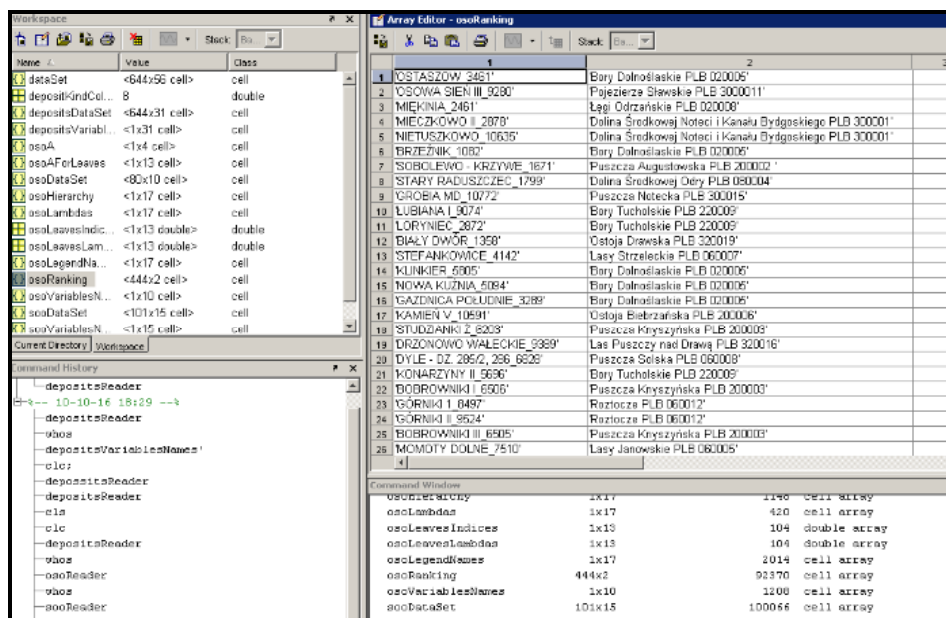 Workspace
Stack: Ba...
Name Value Class
dataSet <644x56 cell> cell
depositKindCol... 8 double
depositsDataSet <644x31 cell> cell
depositsVariabl... <1x31 cell> cell
osoA <1x4 cell> cell
osoAForLeaves <1x13 cell> cell
osoDataSet <80x10 cell> cell
osoHierarchy <1x17 cell> cell
osoLambdas <1x17 cell> cell
osoLeavesIndic... <1x13 double> double
osoLeavesLam... <1x13 double> double
osoLegendNa... <1x17 cell> cell
osoRanking <444x2 cell> cell
osoVariablesN... <1x10 cell> cell
sooDataSet <101x15 cell> cell
sooVariablesN... <1x15 cell> cell
Current Directory Workspace
Command History
depositsReader
%-- 10-10-16 18:29 --%
depositsReader
whos
depositsVariablesNames'
clc;
depossitsReader
depositsReader
cls
clc
depositsReader
whos
osoReader
whos
sooReader
Array Editor - osoRanking
Stack: Ba...
1 2
1 'OSTASZÓW_3461' 'Bory Dolnośląskie PLB 020005'
2 'OSOWA SIEŃ III_9280' 'Pojezierze Sławskie PLB 3000011'
3 'MIĘKINIA_2461' 'Łęgi Odrzańskie PLB 020008'
4 'MIECZKOWO II_2878' 'Dolina Środkowej Noteci i Kanału Bydgoskiego PLB 300001'
5 'NIETUSZKOWO_10635' 'Dolina Środkowej Noteci i Kanału Bydgoskiego PLB 300001'
6 'BRZEŹNIK_1082' 'Bory Dolnośląskie PLB 020005'
7 'SOBOLEWO - KRZYWE_1671' 'Puszcza Augustowska PLB 200002 '
8 'STARY RADUSZCZEC_1799' 'Dolina Środkowej Odry PLB 080004'
9 'GROBIA MD_10772' 'Puszcza Notecka PLB 300015'
10 'ŁUBIANA I_9074' 'Bory Tucholskie PLB 220009'
11 'LORYNIEC_2872' 'Bory Tucholskie PLB 220009'
12 'BIAŁY DWÓR_1358' 'Ostoja Drawska PLB 320019'
13 'STEFANKOWICE_4142' 'Lasy Strzeleckie PLB 060007'
14 'KLINKIER_5805' 'Bory Dolnośląskie PLB 020005'
15 'NOWA KUŹNIA_5094' 'Bory Dolnośląskie PLB 020005'
16 'GAZDNICA POŁUDNIE_3289' 'Bory Dolnośląskie PLB 020005'
17 'KAMIEŃ V_10591' 'Ostoja Biebrzańska PLB 200006'
18 'STUDZIANKI Ż_6203' 'Puszcza Knyszyńska PLB 200003'
19 'DRZONOWO WAŁECKIE_9389' 'Las Puszczy nad Drawą PLB 320016'
20 'DYLE - DZ. 285/2, 286_6828' 'Puszcza Solska PLB 060008'
21 'KONARZYNY II_5696' 'Bory Tucholskie PLB 220009'
22 'BOBROWNIKI I_6506' 'Puszcza Knyszyńska PLB 200003'
23 'GÓRNIKI 1_8497' 'Roztocze PLB 060012'
24 'GÓRNIKI II_9524' 'Roztocze PLB 060012'
25 'BOBROWNIKI III_6505' 'Puszcza Knyszyńska PLB 200003'
26 'MOMOTY DOLNE_7510' 'Lasy Janowskie PLB 060005'
Command Window
osoHierarchy 1x17 1146 cell array
osoLambdas 1x17 420 cell array
osoLeavesIndices 1x13 104 double array
osoLeavesLambdas 1x13 104 double array
osoLegendNames 1x17 2014 cell array
osoRanking 444x2 92370 cell array
osoVariablesNames 1x10 1208 cell array
sooDataSet 101x15 100066 cell array